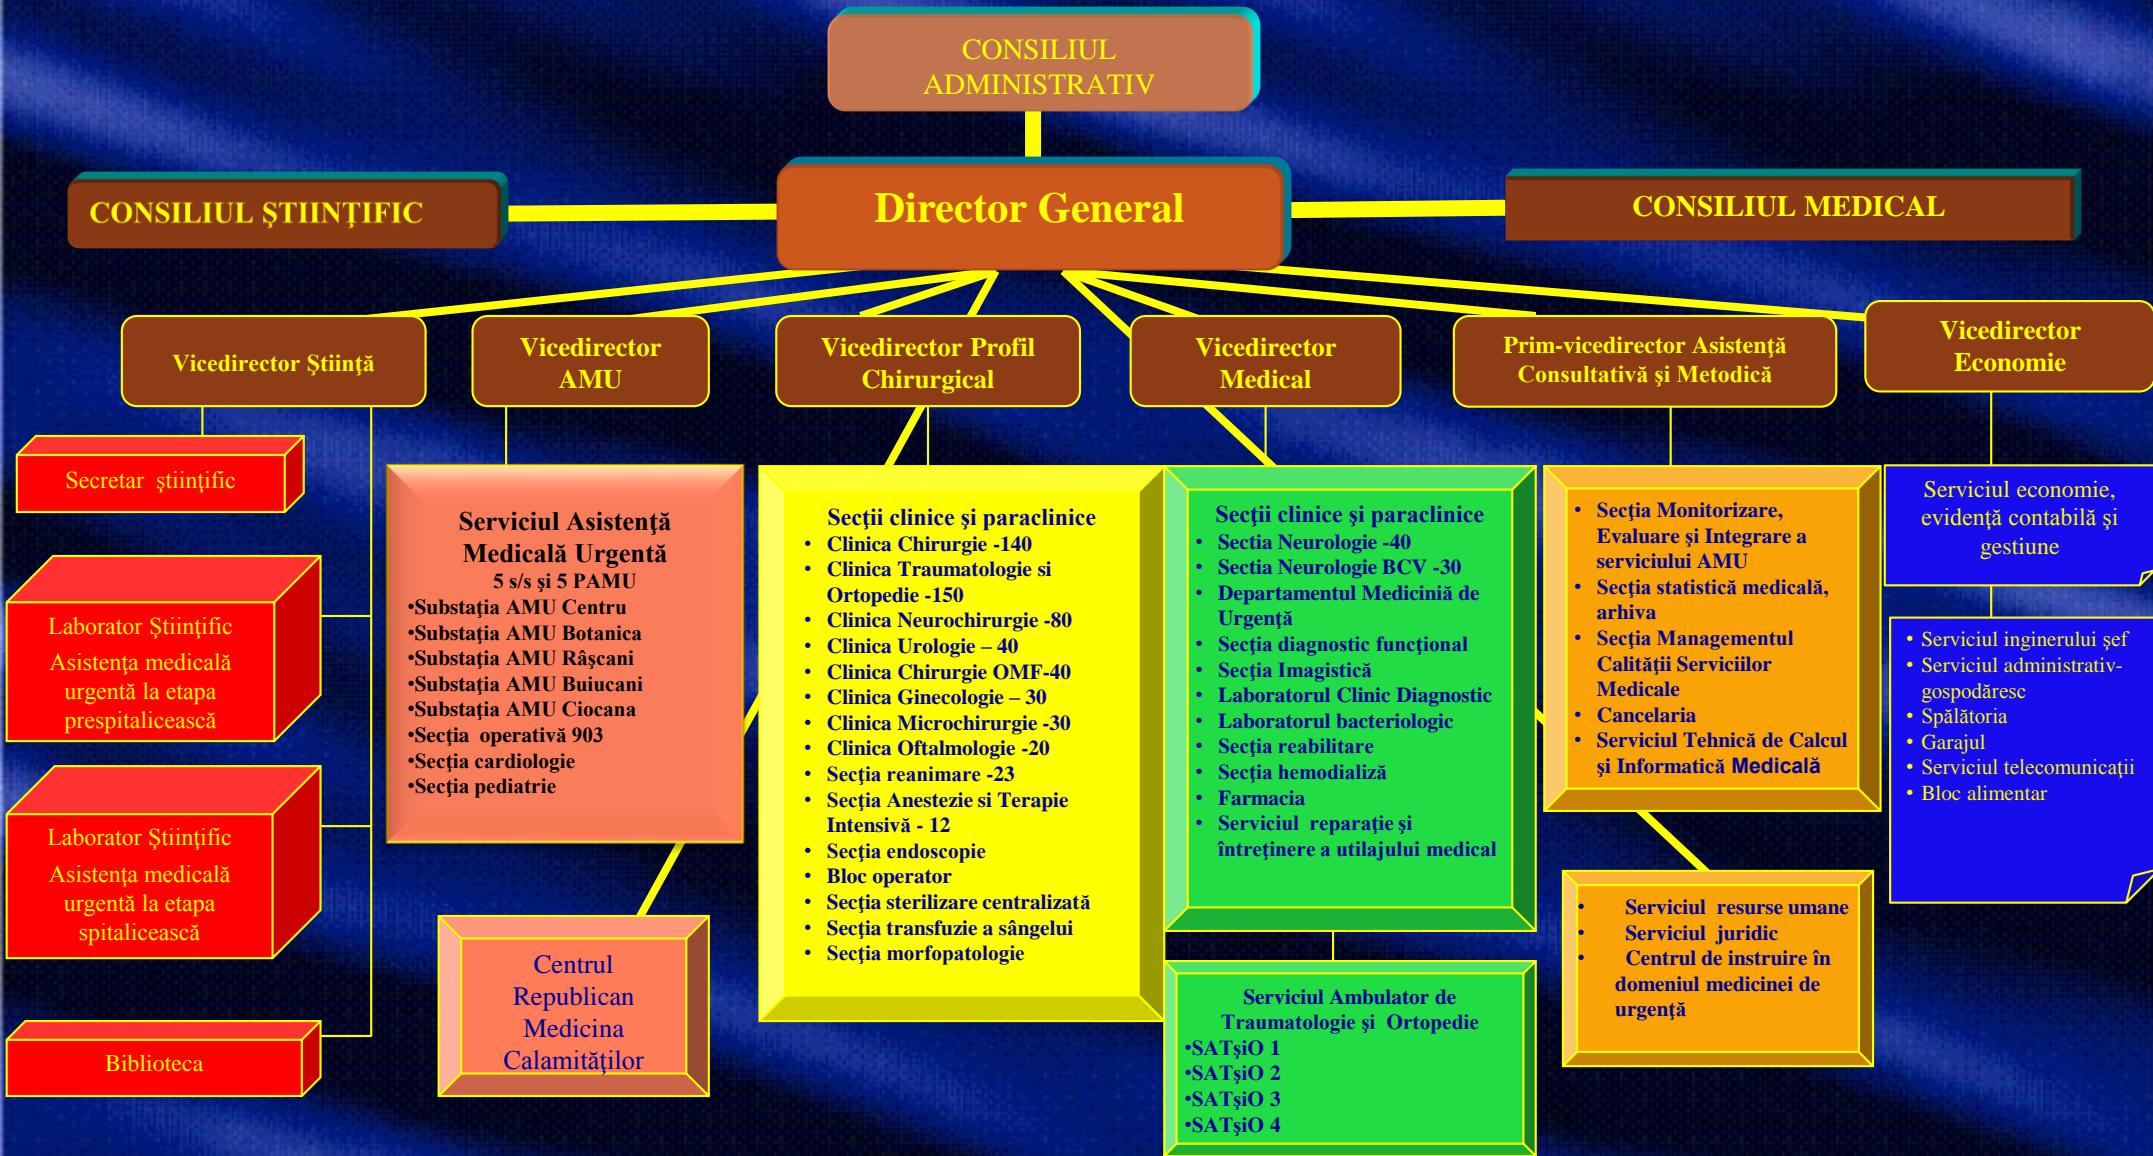 CONSILIUL
ADMINISTRATIV
CONSILIUL ŞTIINŢIFIC
Director General
CONSILIUL MEDICAL
Vicedirector Ştiinţă
Vicedirector
AMU
Vicedirector Profil
Chirurgical
Vicedirector
Medical
Prim-vicedirector Asistenţă
Consultativă şi Metodică
Vicedirector
Economie
Secretar ştiinţific
Laborator Ştiinţific
Asistenţa medicală
urgentă la etapa
prespitalicească
Laborator Ştiinţific
Asistenţa medicală
urgentă la etapa
spitalicească
Biblioteca
Serviciul Asistenţă
Medicală Urgentă
5 s/s şi 5 PAMU
•Substaţia AMU Centru
•Substaţia AMU Botanica
•Substaţia AMU Râşcani
•Substaţia AMU Buiucani
•Substaţia AMU Ciocana
•Secţia operativă 903
•Secţia cardiologie
•Secţia pediatrie
Centrul
Republican
Medicina
Calamităţilor
Secţii clinice şi paraclinice
• Clinica Chirurgie -140
• Clinica Traumatologie si
Ortopedie -150
• Clinica Neurochirurgie -80
• Clinica Urologie – 40
• Clinica Chirurgie OMF-40
• Clinica Ginecologie – 30
• Clinica Microchirurgie -30
• Clinica Oftalmologie -20
• Secţia reanimare -23
• Secţia Anestezie si Terapie
Intensivă - 12
• Secţia endoscopie
• Bloc operator
• Secţia sterilizare centralizată
• Secţia transfuzie a sângelui
• Secţia morfopatologie
Secţii clinice şi paraclinice
• Sectia Neurologie -40
• Sectia Neurologie BCV -30
• Departamentul Mediciniă de
Urgenţă
• Secţia diagnostic funcţional
• Secţia Imagistică
• Laboratorul Clinic Diagnostic
• Laboratorul bacteriologic
• Secţia reabilitare
• Secţia hemodializă
• Farmacia
• Serviciul reparaţie şi
întreţinere a utilajului medical
Serviciul Ambulator de
Traumatologie şi Ortopedie
•SATşiO 1
•SATşiO 2
•SATşiO 3
•SATşiO 4
• Secţia Monitorizare,
Evaluare şi Integrare a
serviciului AMU
• Secţia statistică medicală,
arhiva
• Secţia Managementul
Calităţii Serviciilor
Medicale
• Cancelaria
• Serviciul Tehnică de Calcul
şi Informatică Medicală
• Serviciul resurse umane
• Serviciul juridic
• Centrul de instruire în
domeniul medicinei de
urgenţă
Serviciul economie,
evidenţă contabilă şi
gestiune
• Serviciul inginerului şef
• Serviciul administrativ-
gospodăresc
• Spălătoria
• Garajul
• Serviciul telecomunicaţii
• Bloc alimentar